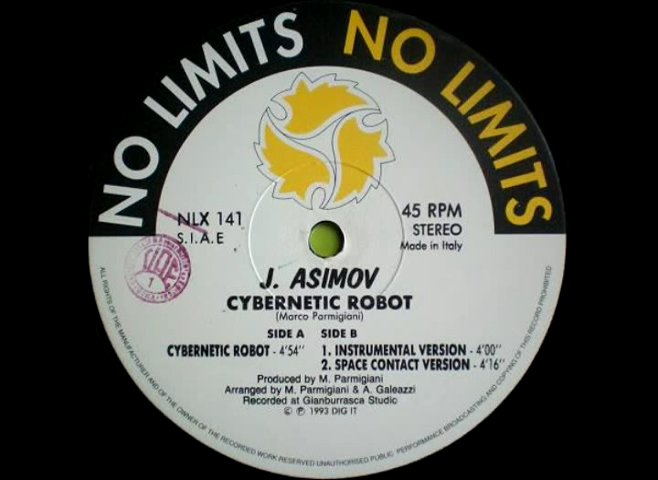 NO LIMITS NO LIMITS
NLX 141
S.I.A.E
45 RPM
STEREO
Made in Italy
J. ASIMOV
CYBERNETIC ROBOT
(Marco Parmigiani)
SIDE A SIDE B
CYBERNETIC ROBOT - 4'54" 1. INSTRUMENTAL VERSION - 4'00"
2. SPACE CONTACT VERSION - 4'16"
Produced by M. Parmigiani
Arranged by M. Parmigiani & A. Galeazzi
Recorded at Gianburrasca Studio
© ℗ 1993 DIG IT
ALL RIGHTS OF THE MANUFACTURER AND OF THE OWNER OF THE RECORDED WORK RESERVED UNAUTHORISED PUBLIC PERFORMANCE BROADCASTING AND COPYING OF THIS RECORD PROHIBITED